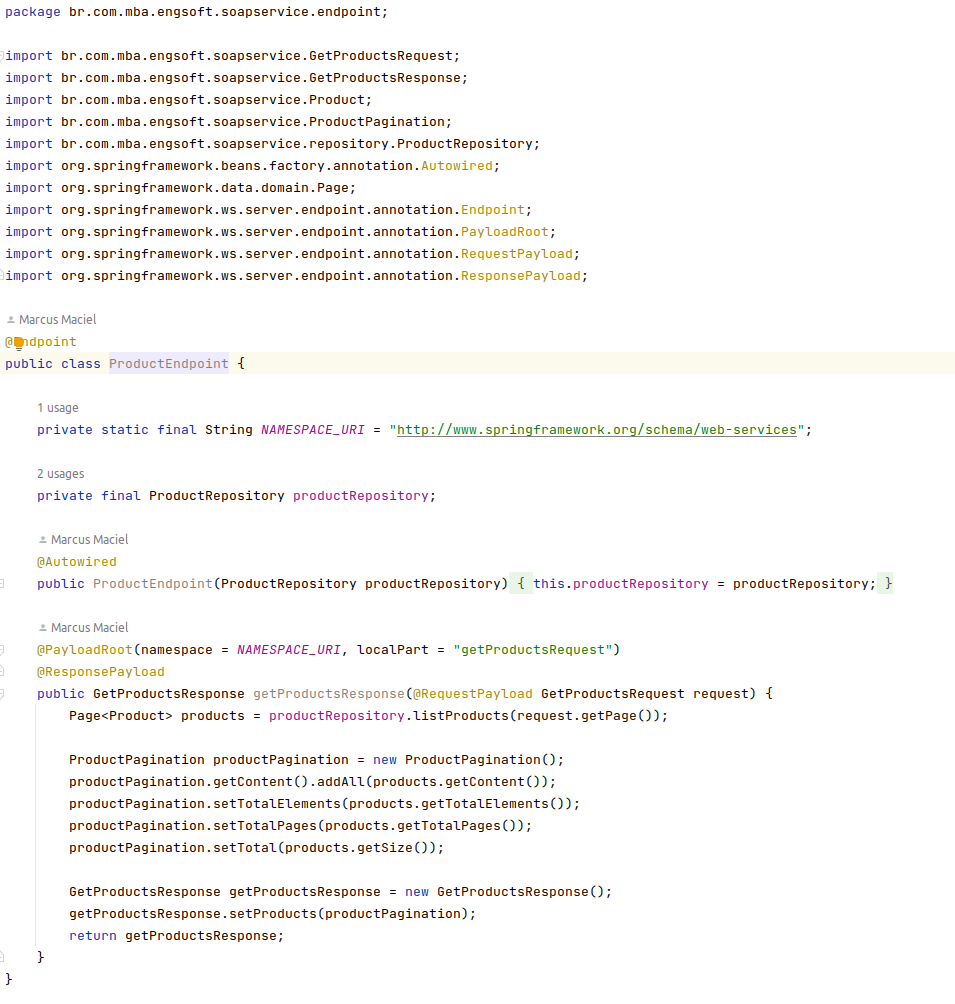 package br.com.mba.engsoft.soapservice.endpoint;
import br.com.mba.engsoft.soapservice.GetProductsRequest;
import br.com.mba.engsoft.soapservice.GetProductsResponse;
import br.com.mba.engsoft.soapservice.Product;
import br.com.mba.engsoft.soapservice.ProductPagination;
import br.com.mba.engsoft.soapservice.repository.ProductRepository;
import org.springframework.beans.factory.annotation.Autowired;
import org.springframework.data.domain.Page;
import org.springframework.ws.server.endpoint.annotation.Endpoint;
import org.springframework.ws.server.endpoint.annotation.PayloadRoot;
import org.springframework.ws.server.endpoint.annotation.RequestPayload;
import org.springframework.ws.server.endpoint.annotation.ResponsePayload;
Marcus Maciel
@Endpoint
public class ProductEndpoint {
1 usage
private static final String NAMESPACE_URI = "http://www.springframework.org/schema/web-services";
2 usages
private final ProductRepository productRepository;
Marcus Maciel
@Autowired
public ProductEndpoint(ProductRepository productRepository) { this.productRepository = productRepository; }
Marcus Maciel
@PayloadRoot(namespace = NAMESPACE_URI, localPart = "getProductsRequest")
@ResponsePayload
public GetProductsResponse getProductsResponse(@RequestPayload GetProductsRequest request) {
Page<Product> products = productRepository.listProducts(request.getPage());
ProductPagination productPagination = new ProductPagination();
productPagination.getContent().addAll(products.getContent());
productPagination.setTotalElements(products.getTotalElements());
productPagination.setTotalPages(products.getTotalPages());
productPagination.setTotal(products.getSize());
GetProductsResponse getProductsResponse = new GetProductsResponse();
getProductsResponse.setProducts(productPagination);
return getProductsResponse;
}
}